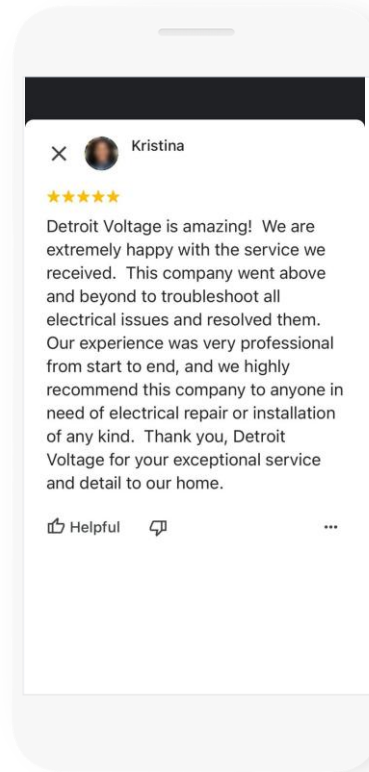 Kristina
Detroit Voltage is amazing!  We are
extremely happy with the service we
received.  This company went above
and beyond to troubleshoot all
electrical issues and resolved them.
Our experience was very professional
from start to end, and we highly
recommend this company to anyone in
need of electrical repair or installation
of any kind.  Thank you, Detroit
Voltage for your exceptional service
and detail to our home.
Helpful